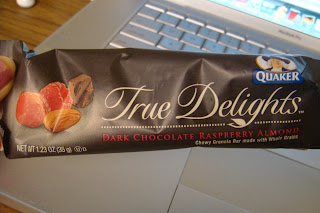 QUAKER
True Delights
DARK CHOCOLATE RASPBERRY ALMOND
Chewy Granola Bar made with Whole Grains
NET WT 1.23 OZ (35 g)